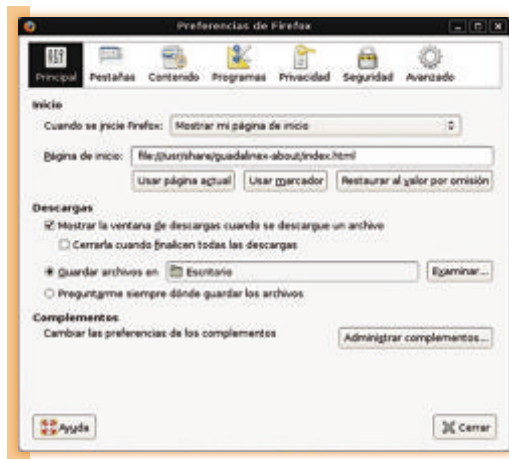 Preferencias de Firefox
Principal Pestañas Contenido Programas Privacidad Seguridad Avanzado
Inicio
Cuando se inicie Firefox: Mostrar mi página de inicio
Página de inicio: file:///usr/share/guadalinex-about/index.html
Usar página actual Usar marcador Restaurar al valor por omisión
Descargas
Mostrar la ventana de descargas cuando se descargue un archivo
Cerrarla cuando finalicen todas las descargas
Guardar archivos en Escritorio Examinar...
Preguntarme siempre dónde guardar los archivos
Complementos
Cambiar las preferencias de los complementos Administrar complementos...
Ayuda Cerrar